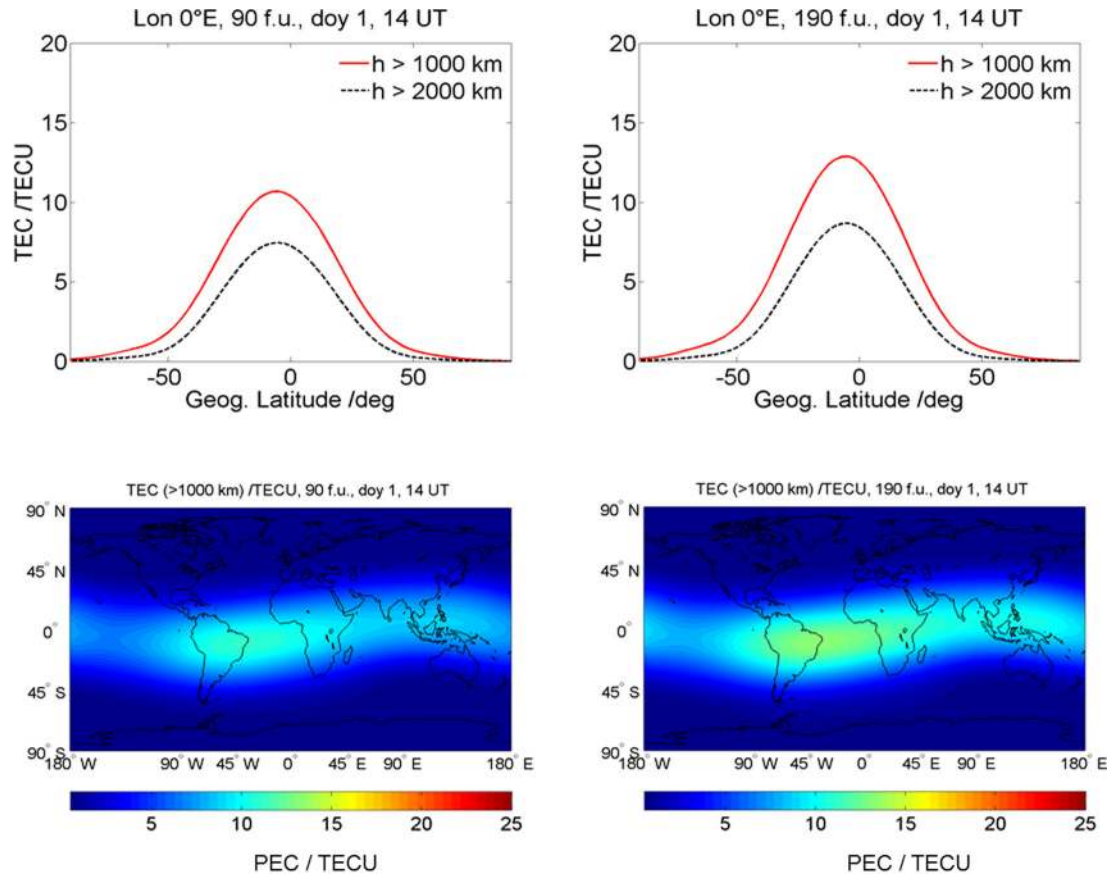 Lon 0°E, 90 f.u., doy 1, 14 UT
20
15
10
5
0
TEC /TECU
h > 1000 km
h > 2000 km
-50 0 50
Geog. Latitude /deg
Lon 0°E, 190 f.u., doy 1, 14 UT
20
15
10
5
0
TEC /TECU
h > 1000 km
h > 2000 km
-50 0 50
Geog. Latitude /deg
TEC (>1000 km) /TECU, 90 f.u., doy 1, 14 UT
90° N
45° N
0°
45° S
90° S
180° W 90° W 45° W 0° 45° E 90° E 180° E
5 10 15 20 25
PEC / TECU
TEC (>1000 km) /TECU, 190 f.u., doy 1, 14 UT
90° N
45° N
0°
45° S
90° S
180° W 90° W 45° W 0° 45° E 90° E 180° E
5 10 15 20 25
PEC / TECU